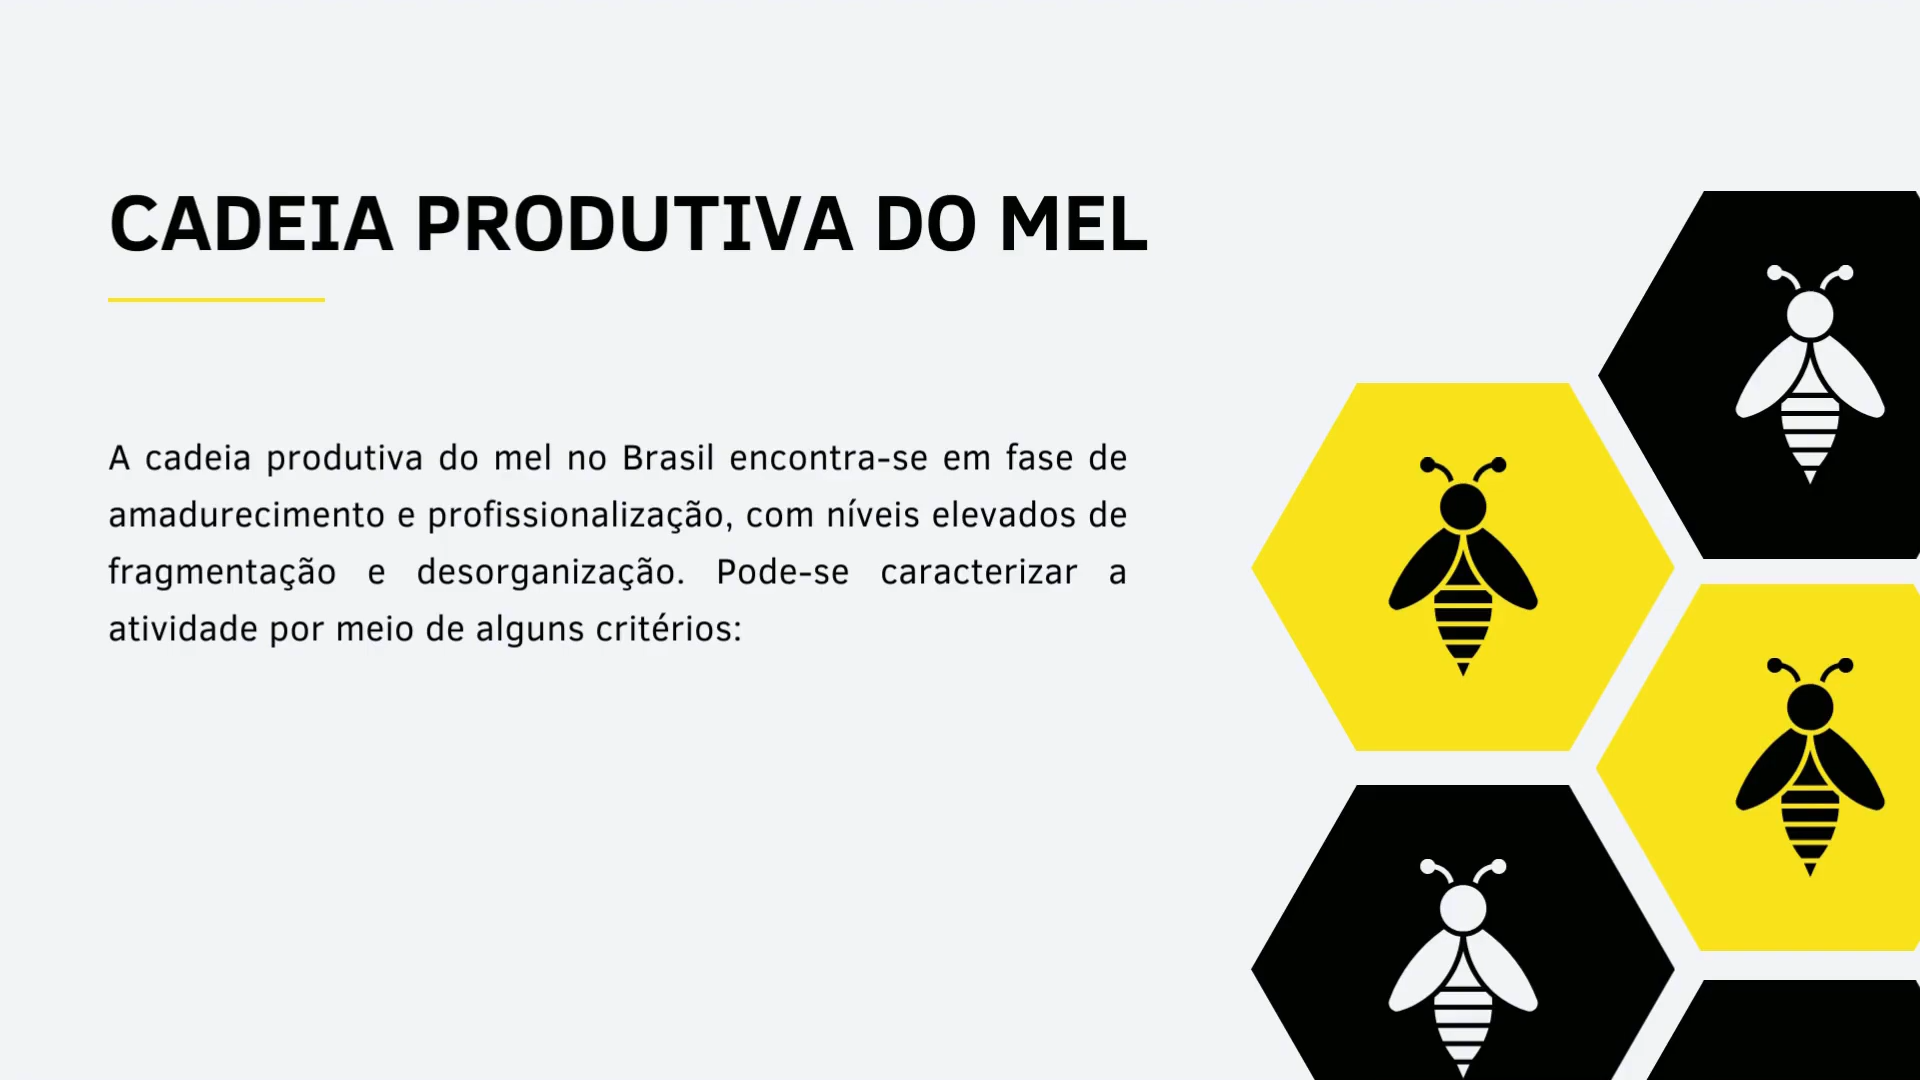 CADEIA PRODUTIVA DO MEL
A cadeia produtiva do mel no Brasil encontra-se em fase de
amadurecimento e profissionalização, com níveis elevados de
fragmentação e desorganização. Pode-se caracterizar a
atividade por meio de alguns critérios: